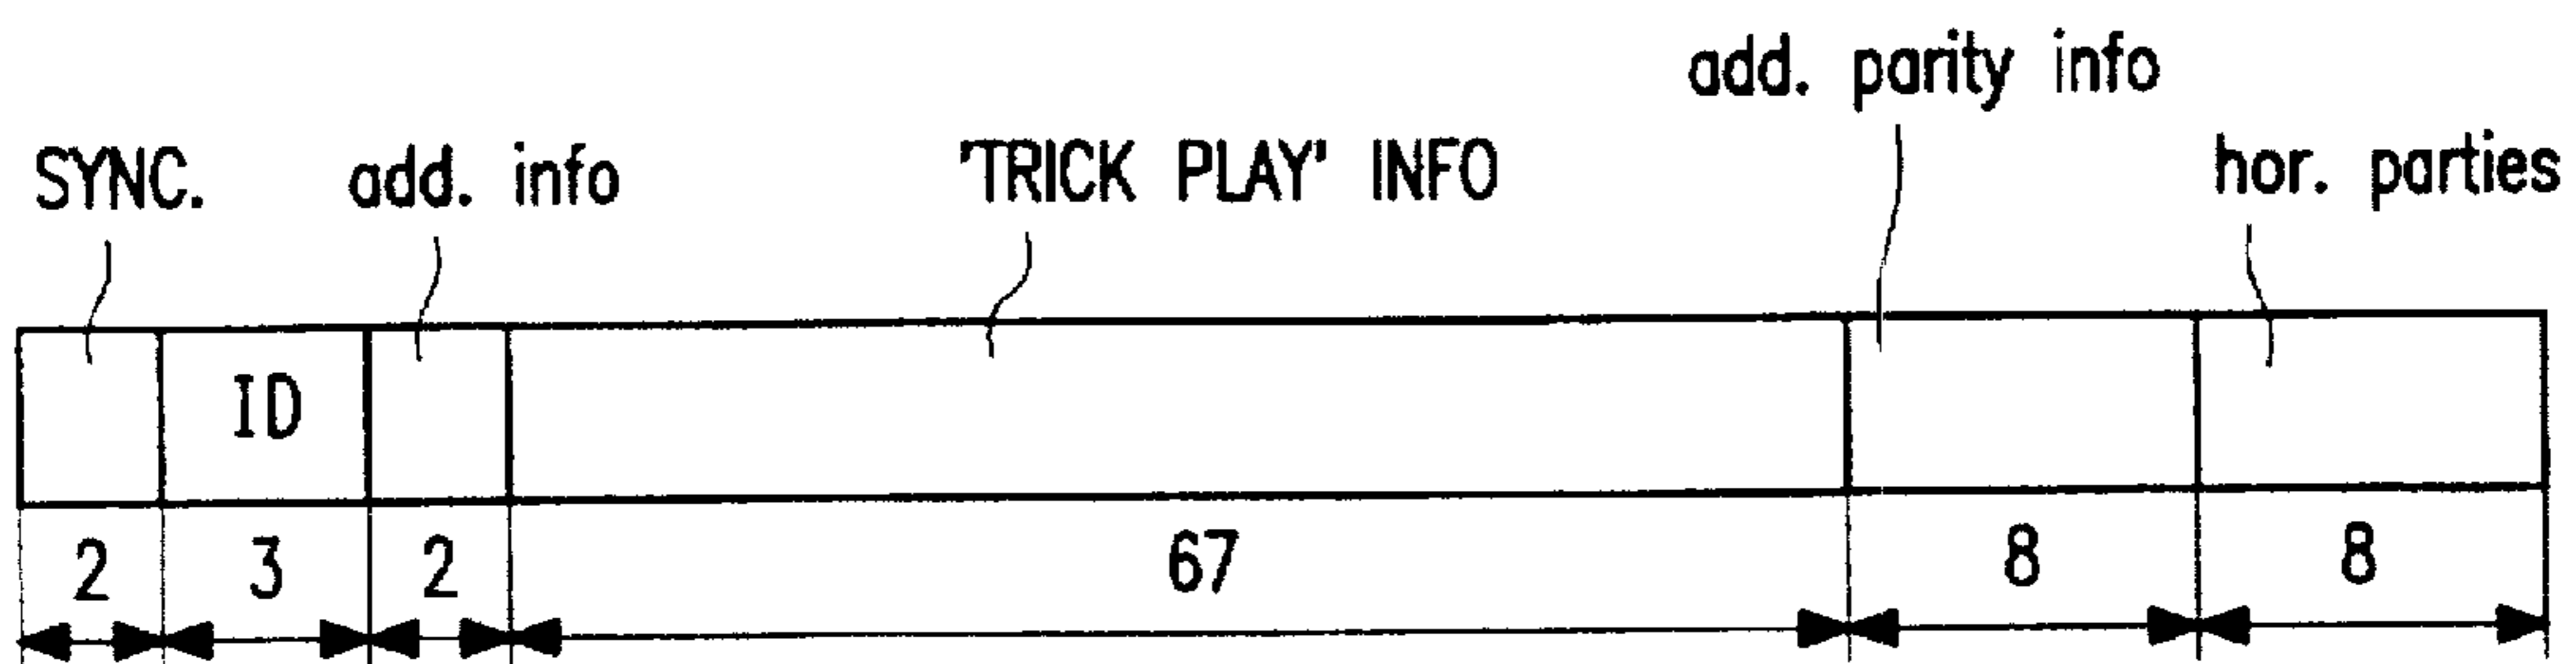 add. parity info
SYNC. add. info 'TRICK PLAY' INFO hor. parties
ID
2 3 2 67 8 8